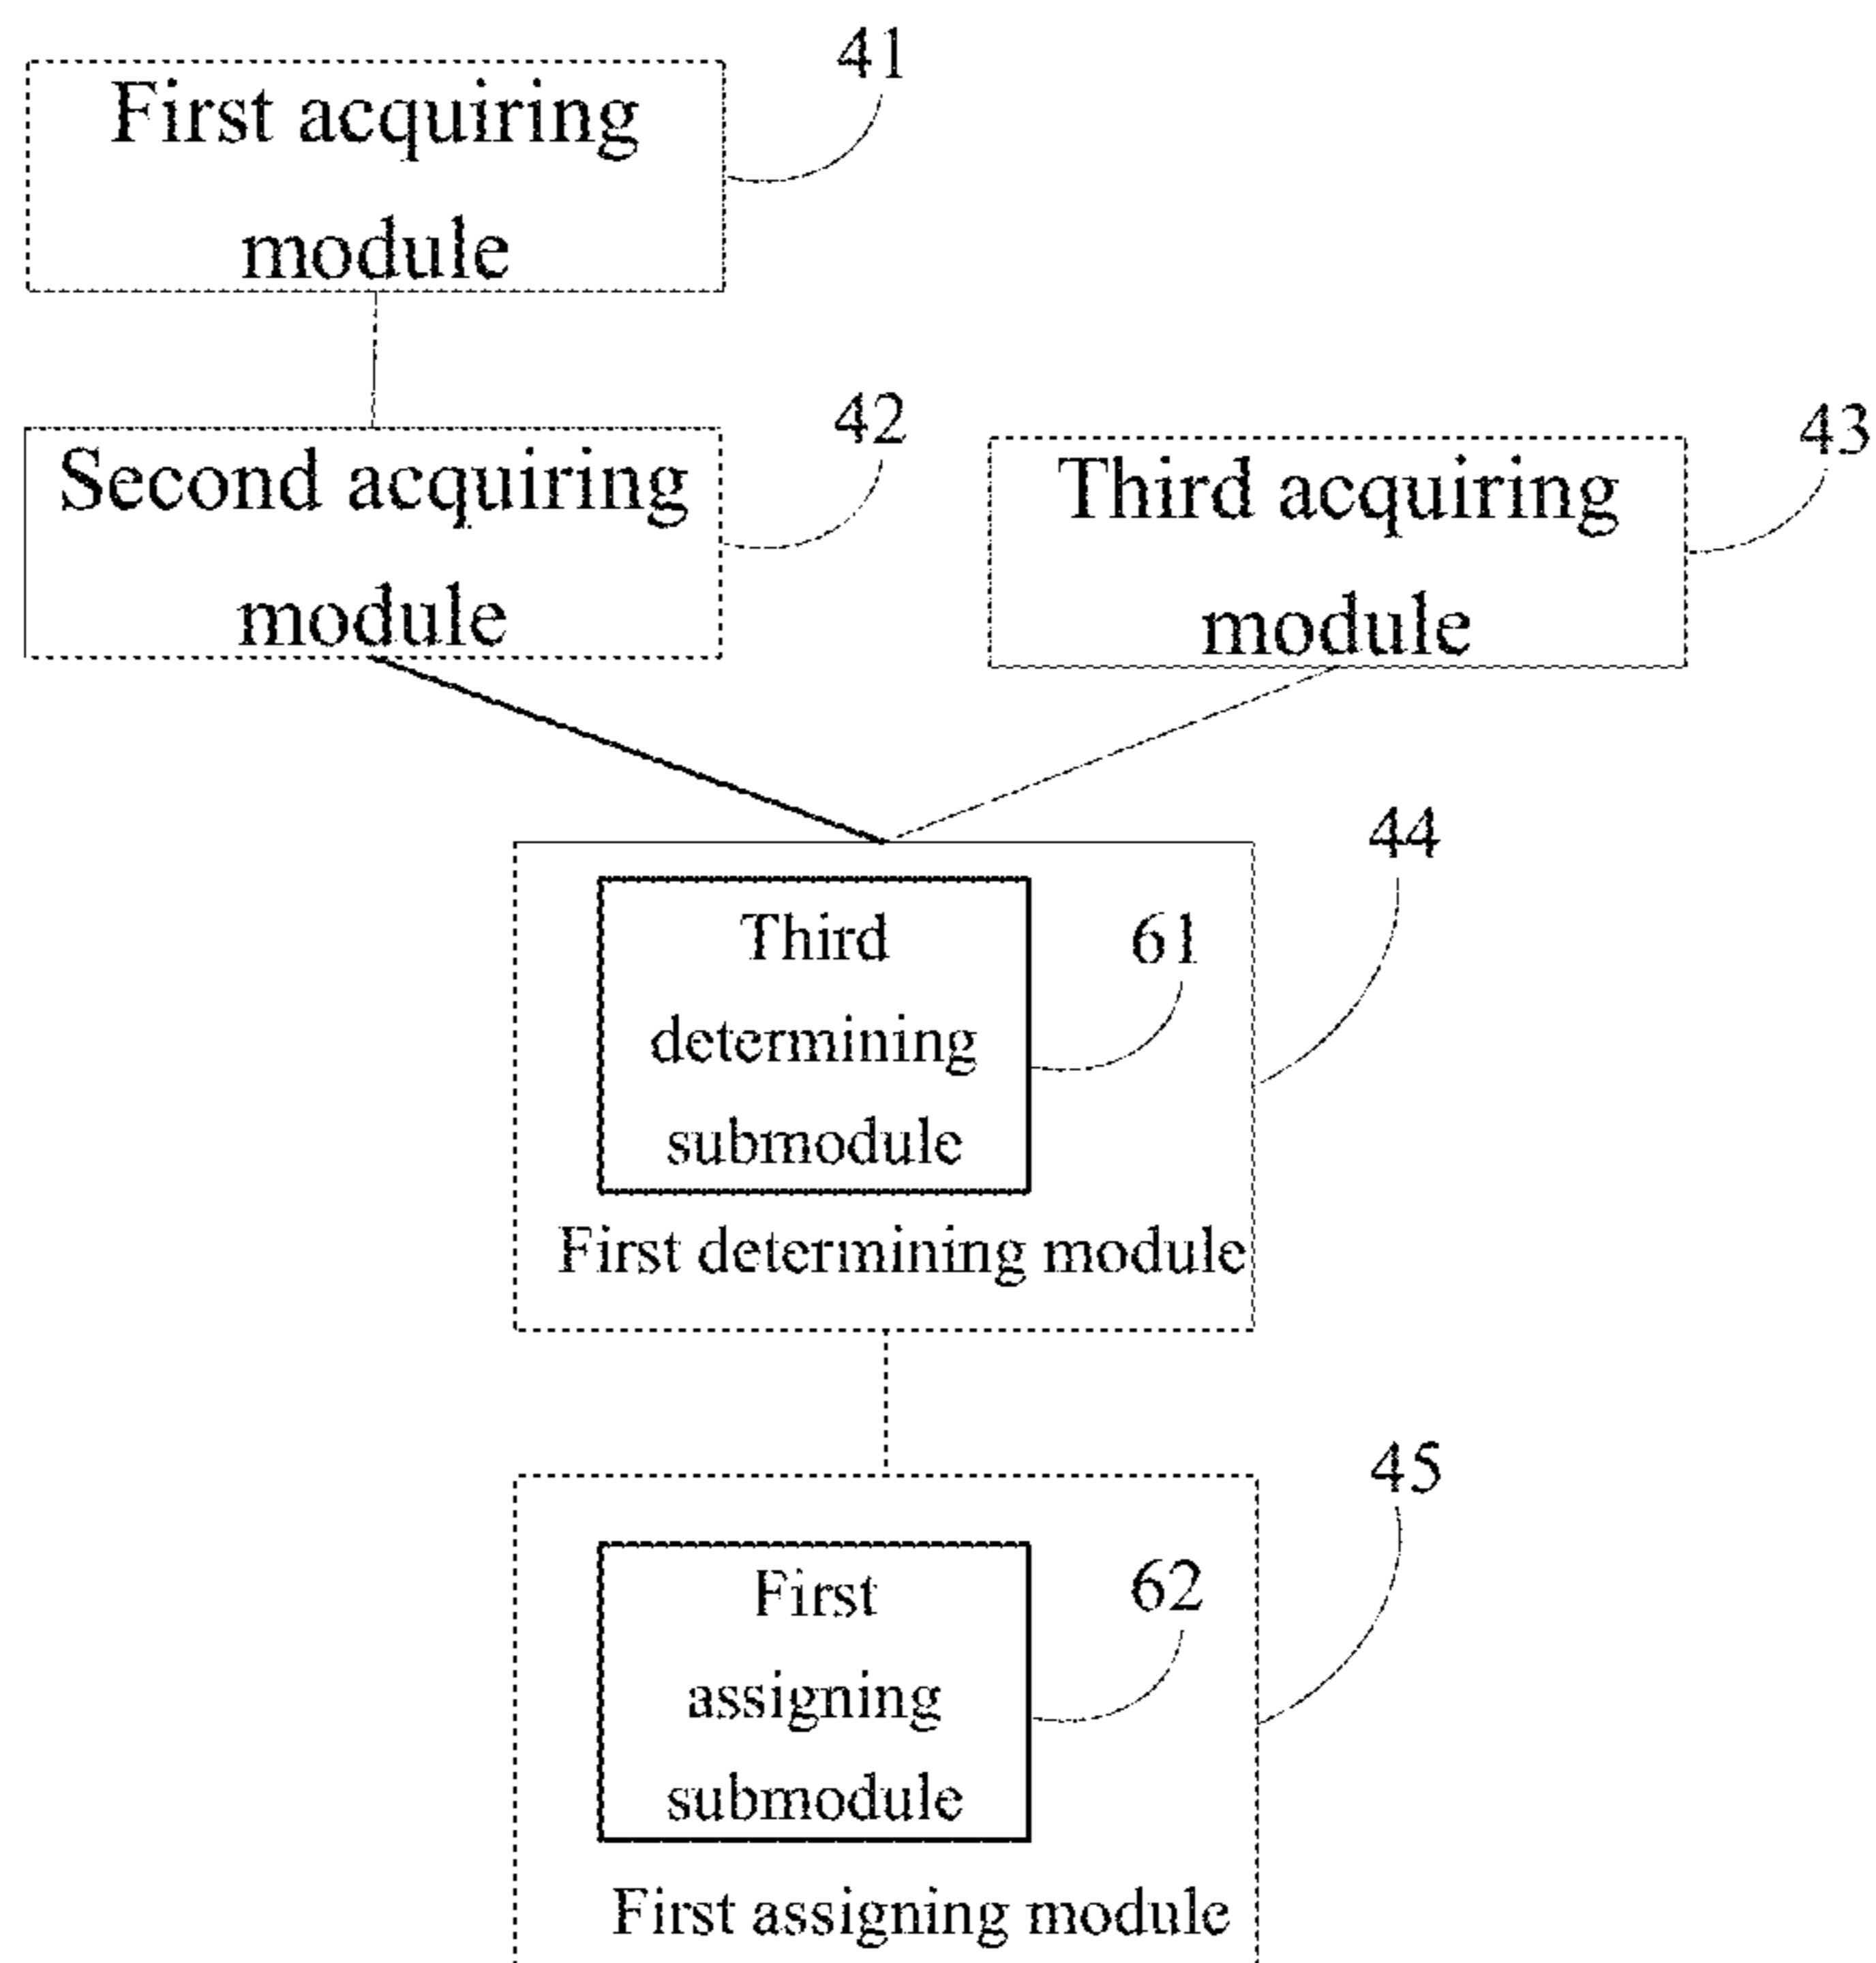 41
First acquiring
module
42
Second acquiring
module
43
Third acquiring
module
44
Third
determining
submodule
61
First determining module
45
First
assigning
submodule
62
First assigning module